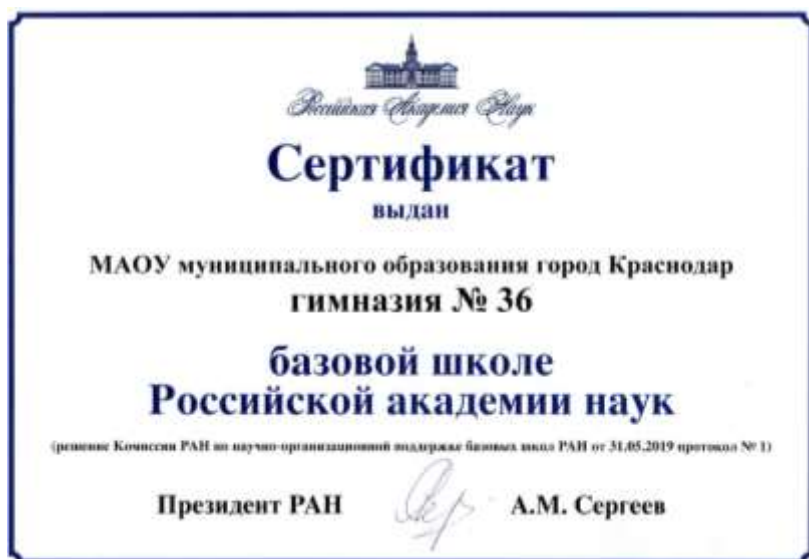 Российская Академия Наук
Сертификат
выдан
МАОУ муниципального образования город Краснодар
гимназия № 36
базовой школе
Российской академии наук
(решение Комиссии РАН по научно-организационной поддержке базовых школ РАН от 31.05.2019 протокол № 1)
Президент РАН А.М. Сергеев